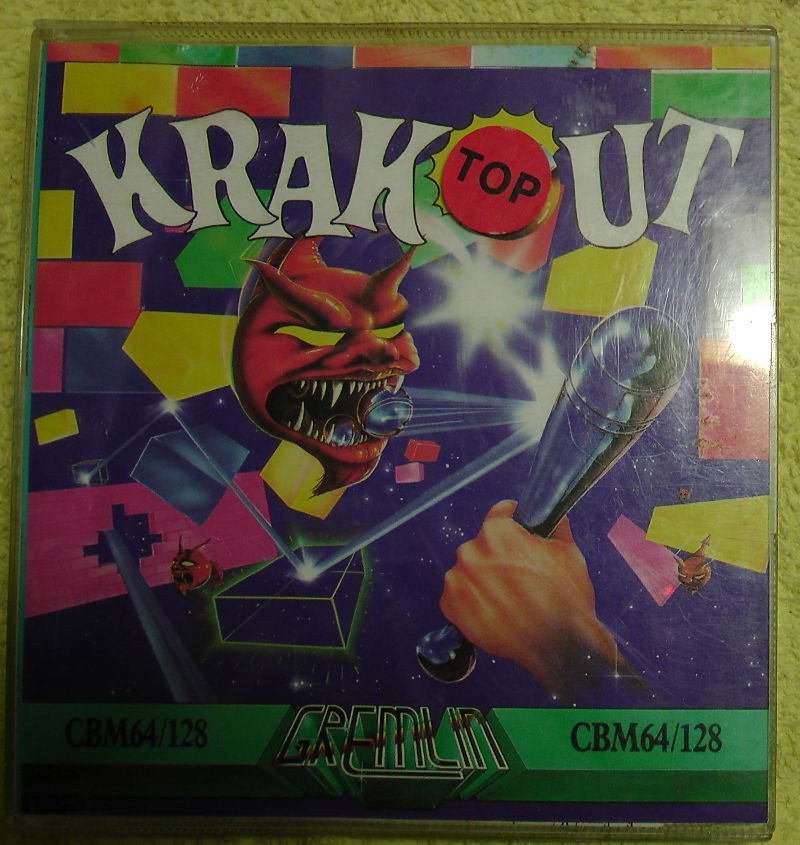 KRAKOUT
TOP
CBM64/128
GREMLIN
CBM64/128